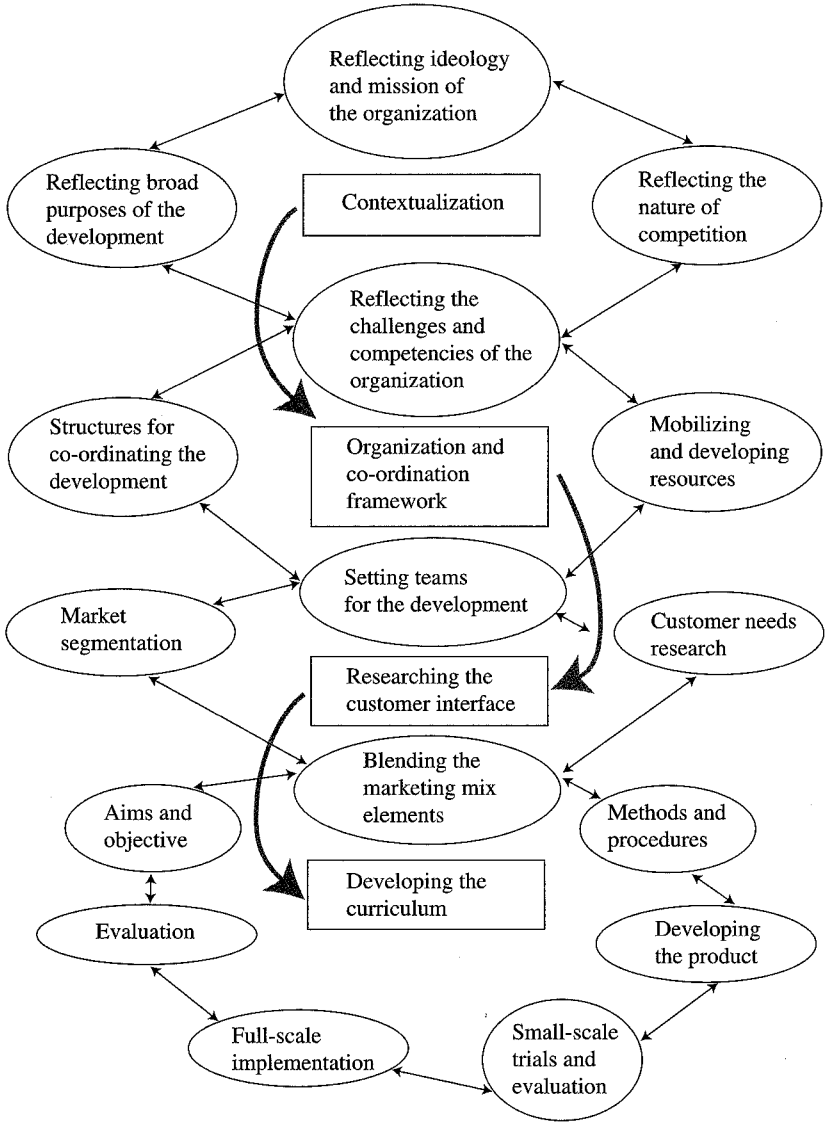 Reflecting ideology
and mission of
the organization
Reflecting broad
purposes of the
development
Contextualization
Reflecting the
nature of
competition
Reflecting the
challenges and
competencies of the
organization
Structures for
co-ordinating the
development
Organization and
co-ordination
framework
Mobilizing
and developing
resources
Setting teams
for the development
Market
segmentation
Customer needs
research
Researching the
customer interface
Blending the
marketing mix
elements
Aims and
objective
Methods and
procedures
Developing the
curriculum
Evaluation
Developing
the product
Full-scale
implementation
Small-scale
trials and
evaluation